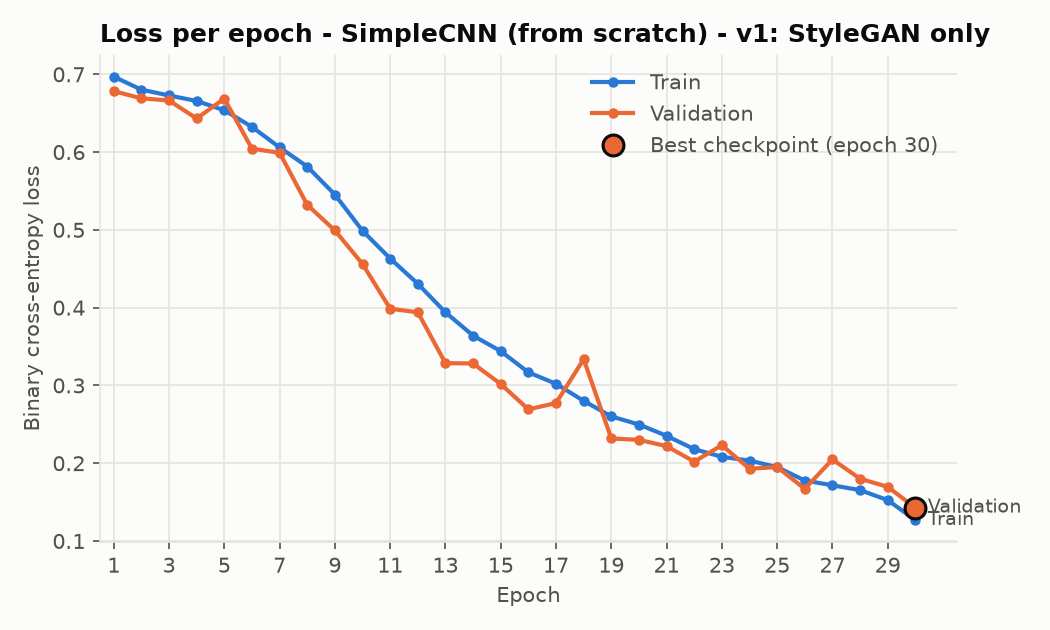 Loss per epoch - SimpleCNN (from scratch) - v1: StyleGAN only
Train
Validation
Best checkpoint (epoch 30)
Binary cross-entropy loss
0.7
0.6
0.5
0.4
0.3
0.2
0.1
Validation
Train
1 3 5 7 9 11 13 15 17 19 21 23 25 27 29
Epoch